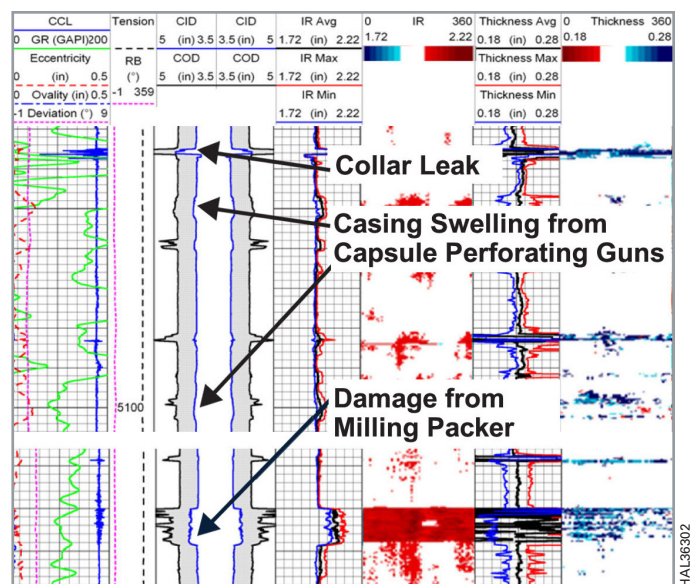 CCL
0 GR (GAPI)200
Eccentricity
(in) 0.5
0 Ovality (in) 0.5
-1 Deviation (°) 9
Tension
RB
(°)
-1 359
CID CID
5 (in) 3.5 3.5 (in) 5
COD COD
5 (in) 3.5 3.5 (in) 5
IR Avg
1.72 (in) 2.22
IR Max
1.72 (in) 2.22
IR Min
1.72 (in) 2.22
0 IR 360
1.72 2.22
Thickness Avg
0.18 (in) 0.28
Thickness Max
0.18 (in) 0.28
Thickness Min
0.18 (in) 0.28
0 Thickness 360
0.18 0.28
Collar Leak
Casing Swelling from
Capsule Perforating Guns
5100
Damage from
Milling Packer